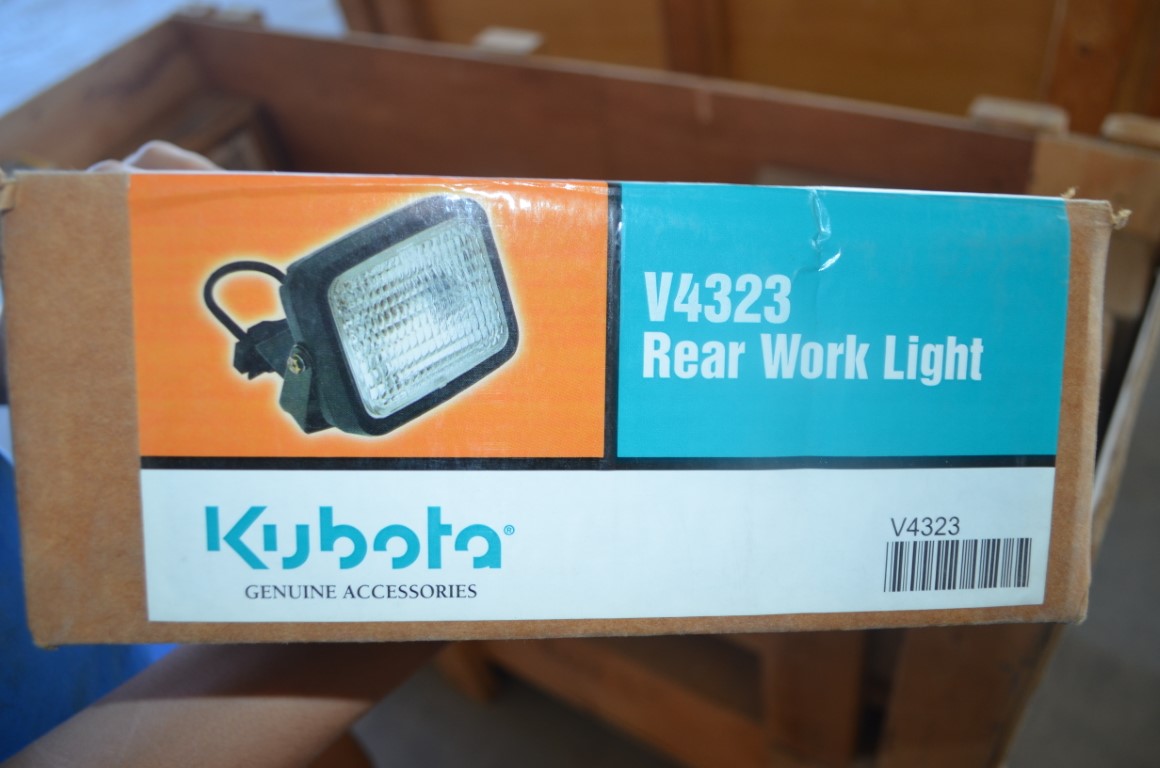 V4323
Rear Work Light
Kubota®
GENUINE ACCESSORIES
V4323